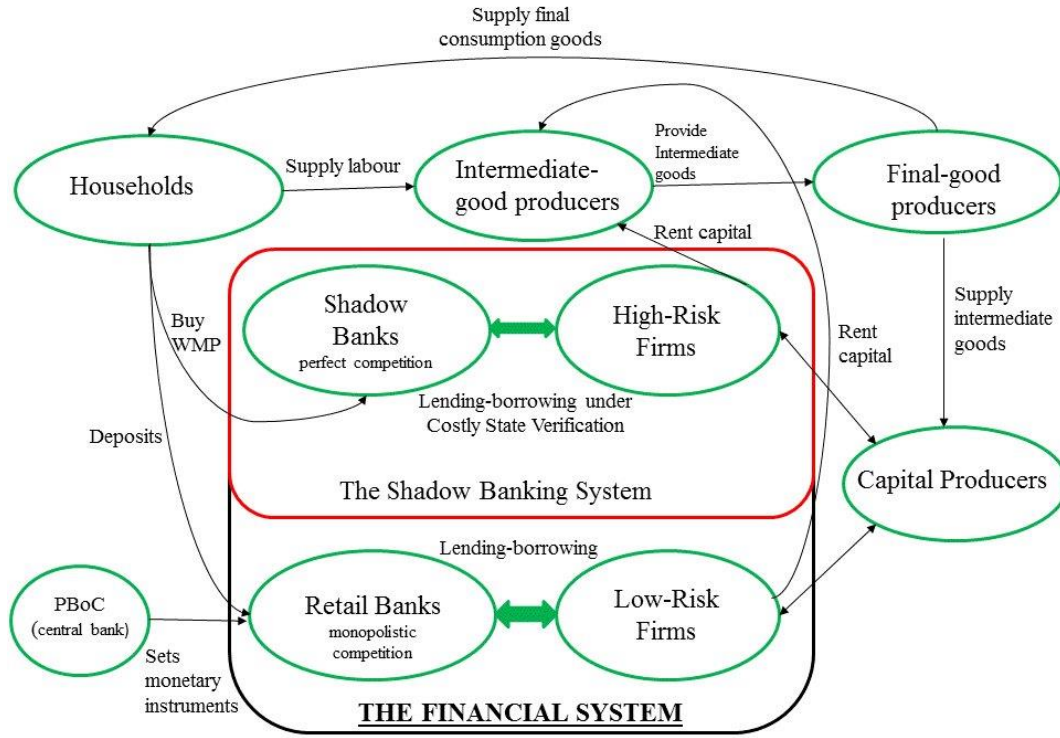 Supply final
consumption goods
Households
Supply labour
Intermediate-
good producers
Provide
Intermediate
goods
Final-good
producers
Rent capital
Buy
WMP
Shadow
Banks
perfect competition
High-Risk
Firms
Rent
capital
Supply
intermediate
goods
Lending-borrowing under
Costly State Verification
Deposits
The Shadow Banking System
Capital Producers
Lending-borrowing
PBoC
(central bank)
Retail Banks
monopolistic
competition
Low-Risk
Firms
Sets
monetary
instruments
THE FINANCIAL SYSTEM